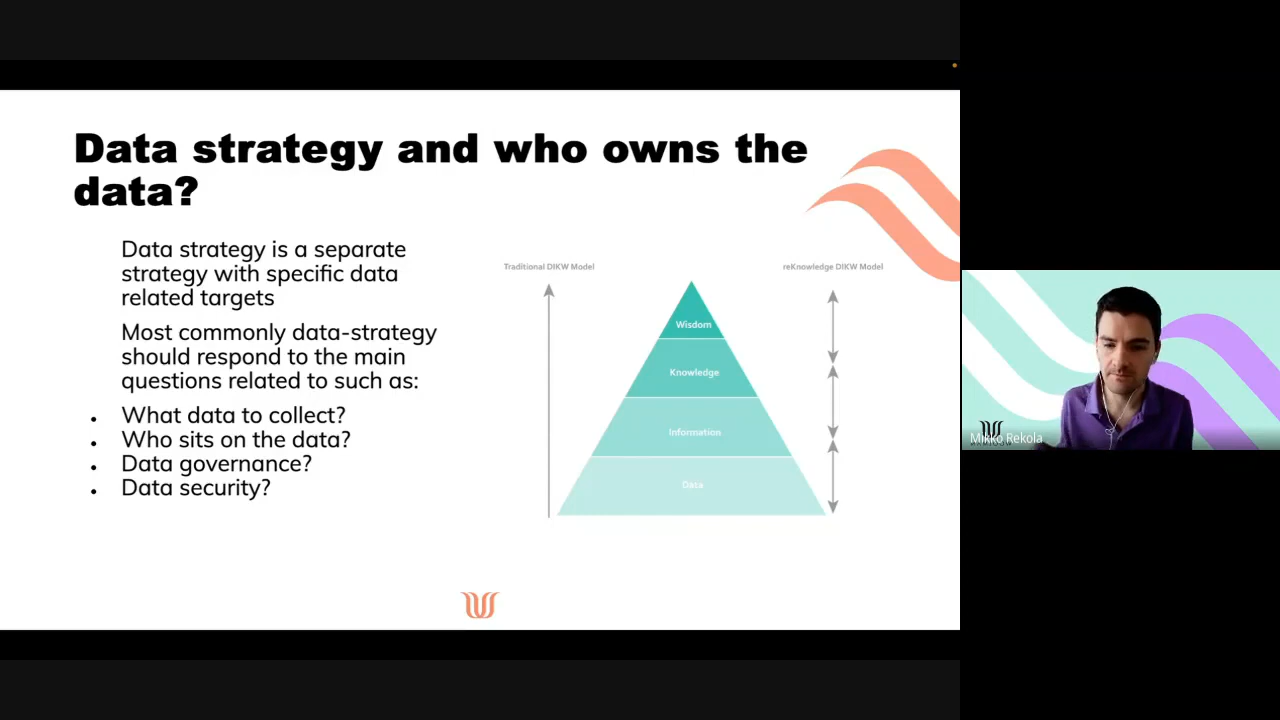 Data strategy and who owns the
data?
Data strategy is a separate
strategy with specific data
related targets
Most commonly data-strategy
should respond to the main
questions related to such as:
• What data to collect?
• Who sits on the data?
• Data governance?
• Data security?
Traditional DIKW Model
reKnowledge DIKW Model
Wisdom
Knowledge
Information
Data
Mikko Rekola